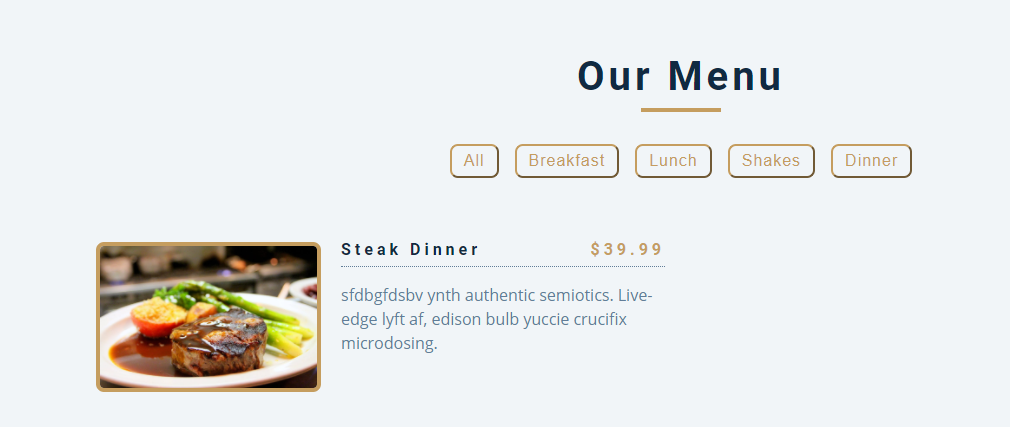 Our Menu
All Breakfast Lunch Shakes Dinner
Steak Dinner $39.99
sfdbgfdsbv ynth authentic semiotics. Live-
edge lyft af, edison bulb yuccie crucifix
microdosing.